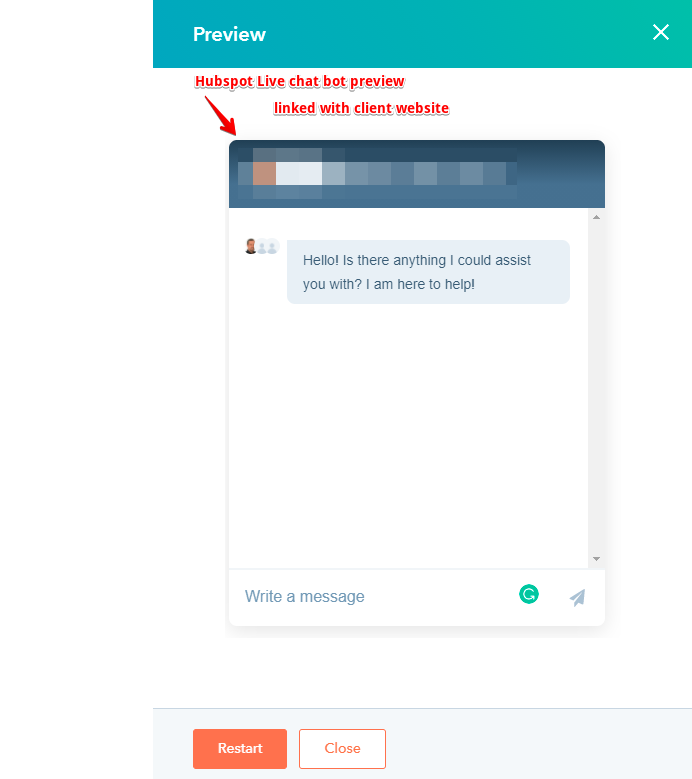 Preview
Hubspot Live chat bot preview
linked with client website
Hello! Is there anything I could assist
you with? I am here to help!
Write a message
Restart
Close